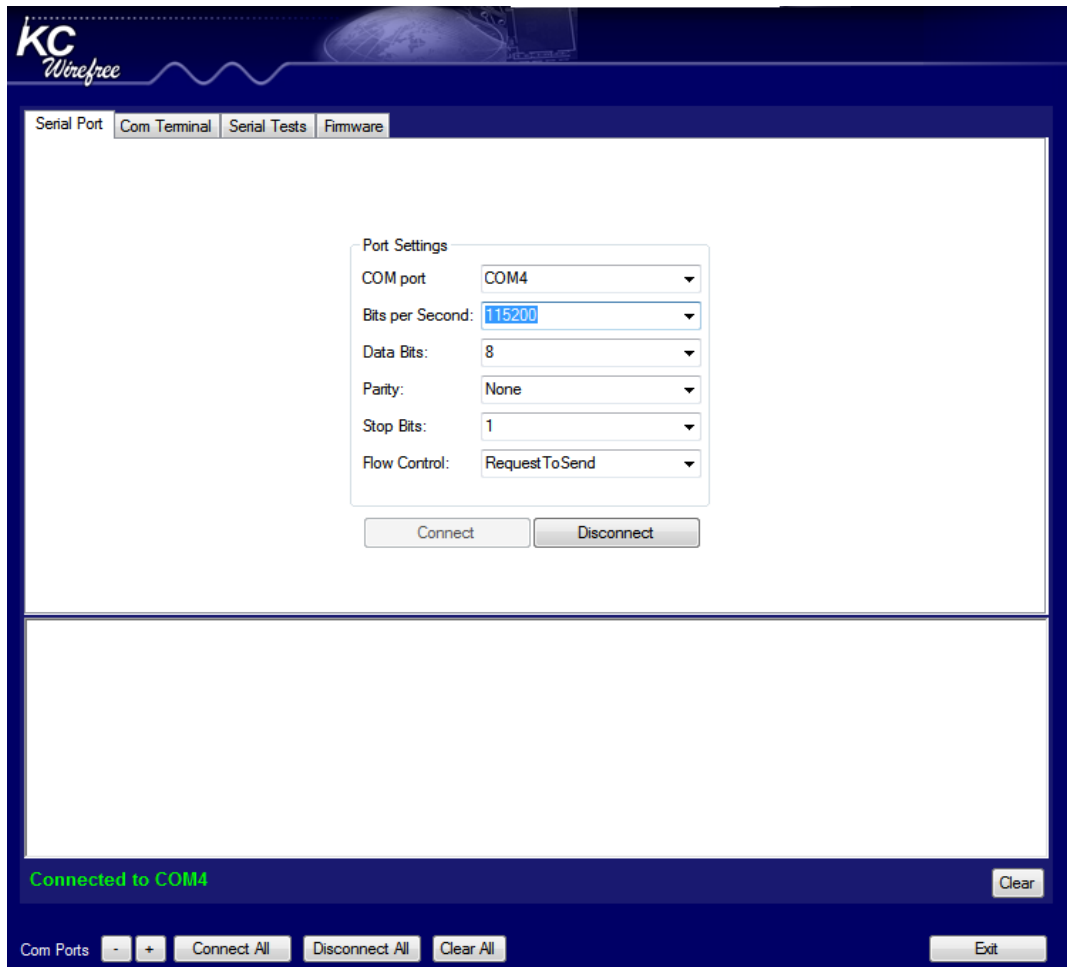 KC
Wirefree
Serial Port Com Terminal Serial Tests Firmware
Port Settings
COM port COM4
Bits per Second: 115200
Data Bits: 8
Parity: None
Stop Bits: 1
Flow Control: RequestToSend
Connect Disconnect
Connected to COM4 Clear
Com Ports - + Connect All Disconnect All Clear All Exit